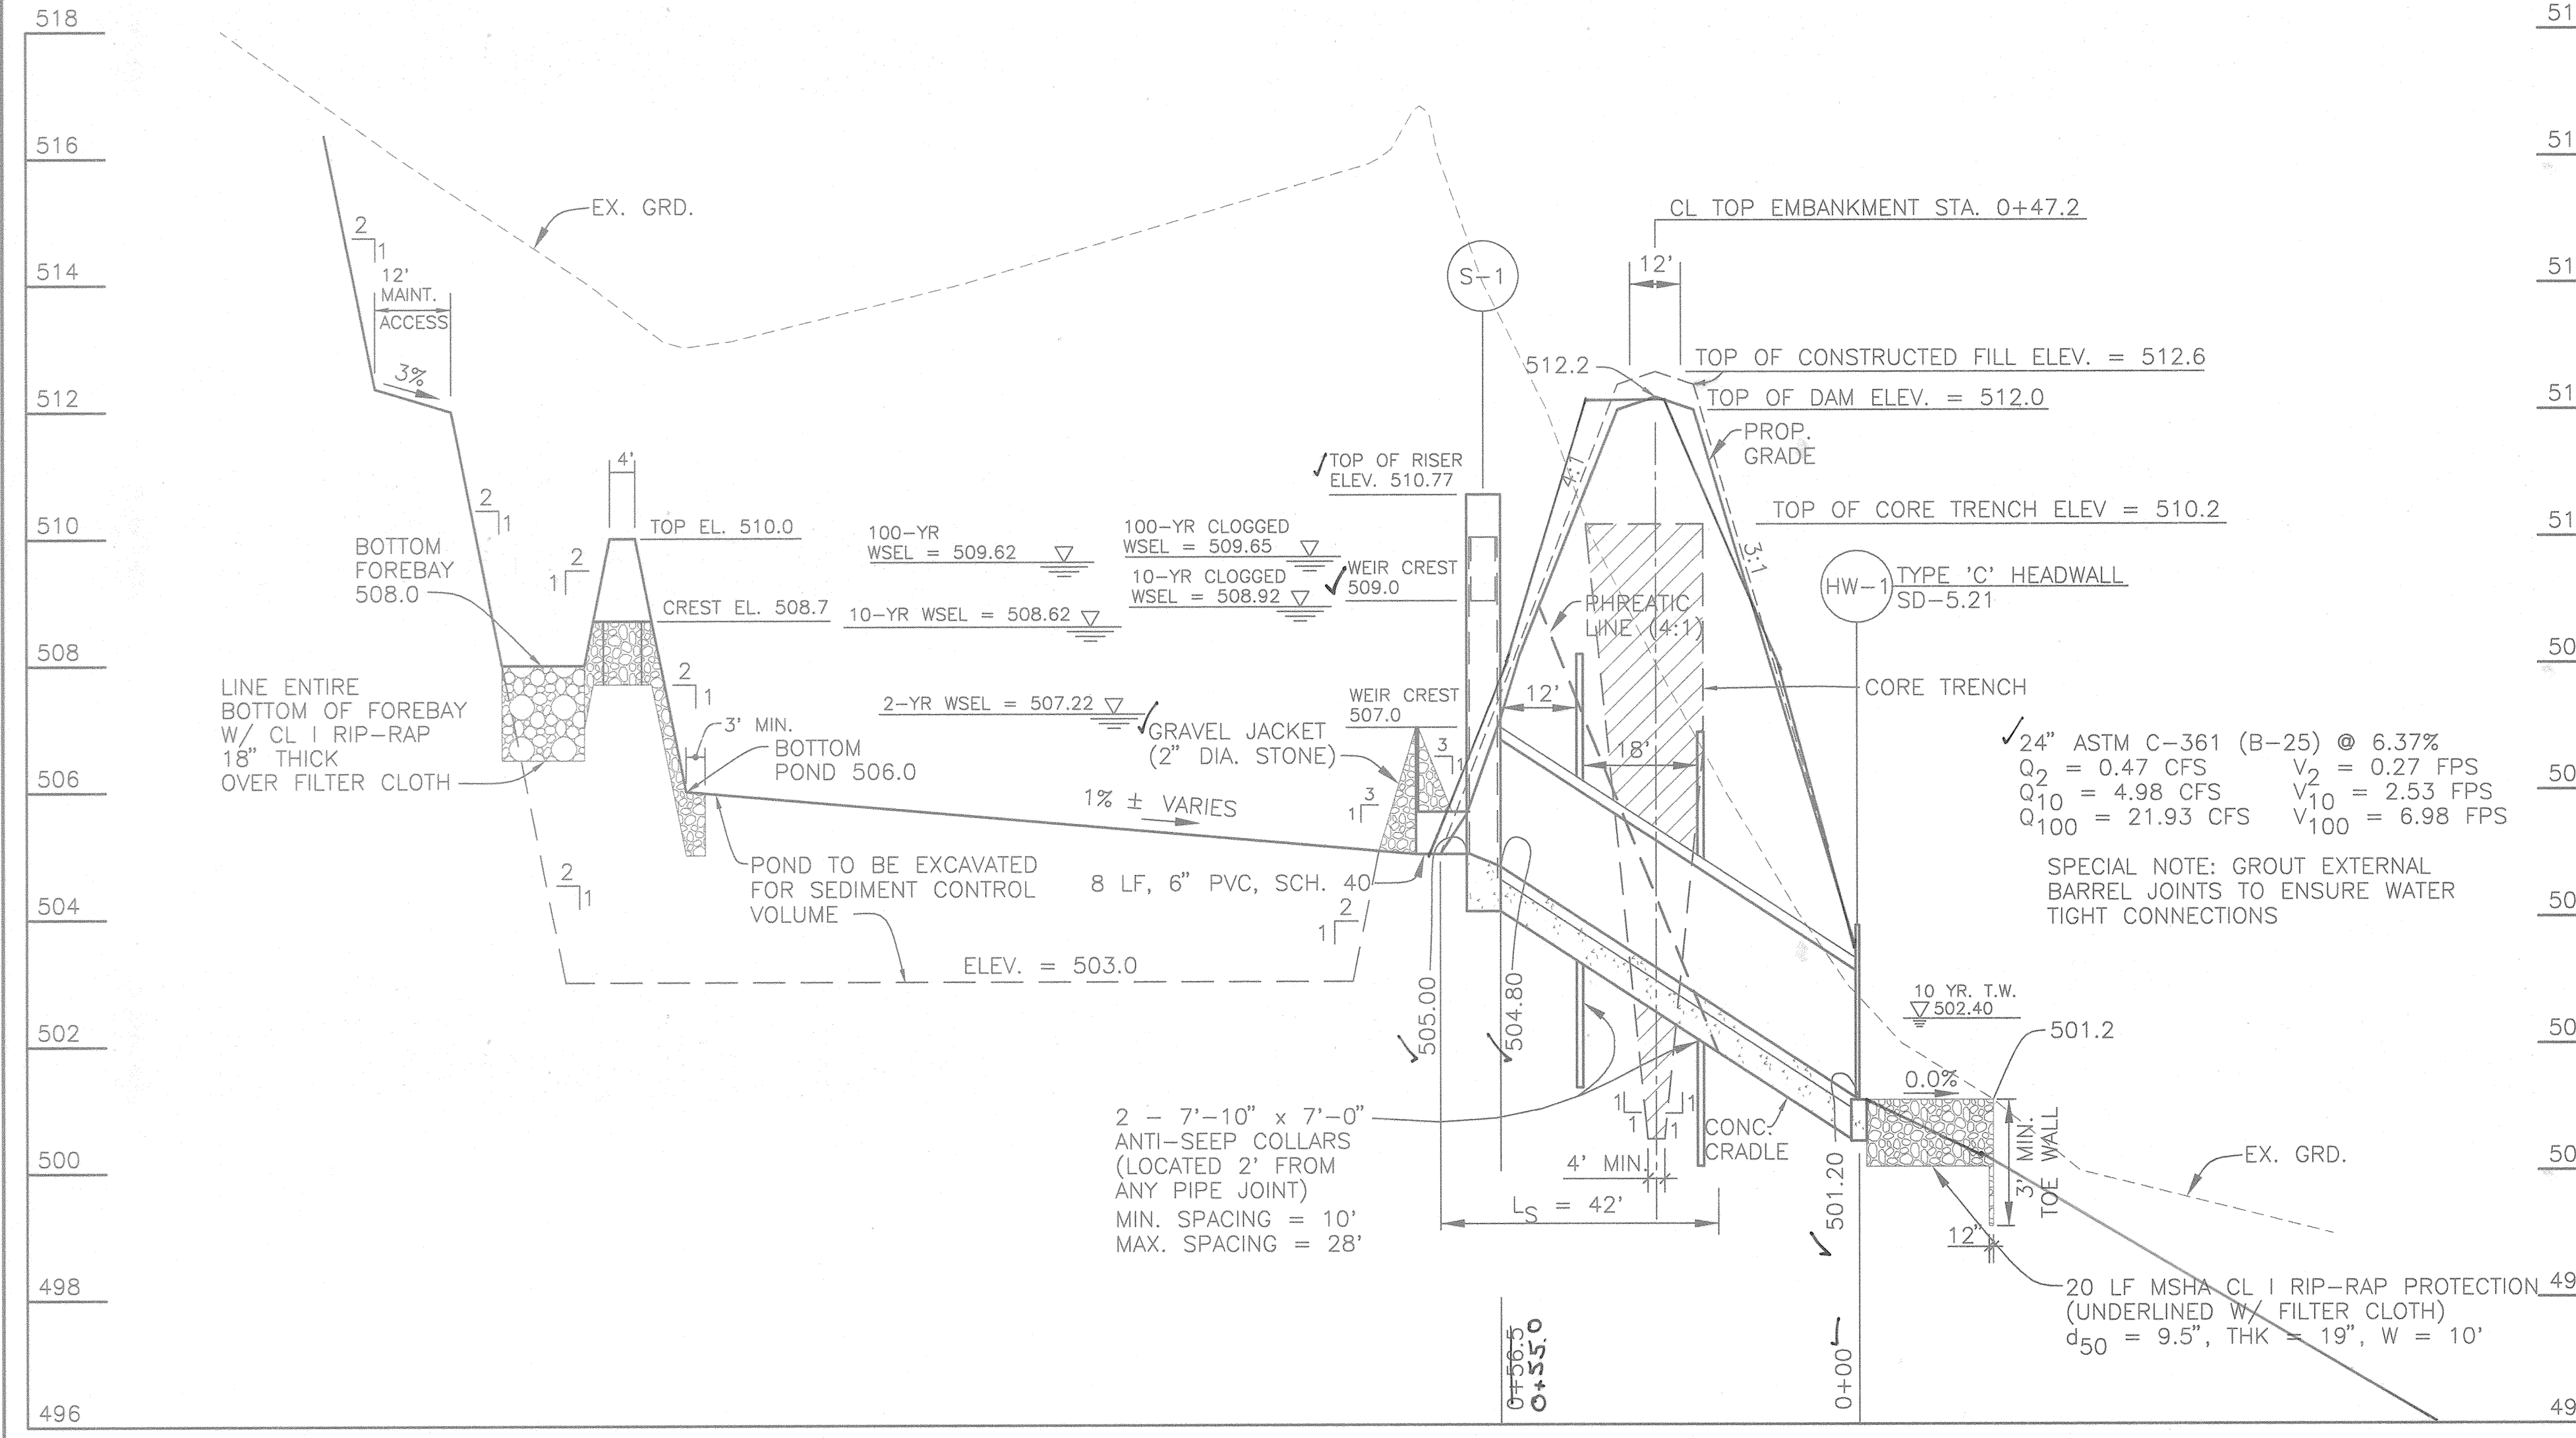 518
516
514
512
510
508
506
504
502
500
498
496
EX. GRD.
2
1
12'
MAINT.
ACCESS
3%
2
1
4'
BOTTOM
FOREBAY
508.0
2
1
TOP EL. 510.0
CREST EL. 508.7
LINE ENTIRE
BOTTOM OF FOREBAY
W/ CL I RIP-RAP
18" THICK
OVER FILTER CLOTH
2
1
3' MIN.
BOTTOM
POND 506.0
2
1
POND TO BE EXCAVATED
FOR SEDIMENT CONTROL
VOLUME
ELEV. = 503.0
1% ± VARIES
100-YR
WSEL = 509.62
10-YR WSEL = 508.62
2-YR WSEL = 507.22
100-YR CLOGGED
WSEL = 509.65
10-YR CLOGGED
WSEL = 508.92
TOP OF RISER
ELEV. 510.77
WEIR CREST
509.0
WEIR CREST
507.0
GRAVEL JACKET
(2" DIA. STONE)
3
1
3
1
8 LF, 6" PVC, SCH. 40
2
1
S-1
CL TOP EMBANKMENT STA. 0+47.2
12'
512.2
TOP OF CONSTRUCTED FILL ELEV. = 512.6
TOP OF DAM ELEV. = 512.0
PROP.
GRADE
4:1
TOP OF CORE TRENCH ELEV = 510.2
3:1
PHREATIC
LINE (4:1)
12'
18'
CORE TRENCH
HW-1
TYPE 'C' HEADWALL
SD-5.21
24" ASTM C-361 (B-25) @ 6.37%
Q2 = 0.47 CFS V2 = 0.27 FPS
Q10 = 4.98 CFS V10 = 2.53 FPS
Q100 = 21.93 CFS V100 = 6.98 FPS
SPECIAL NOTE: GROUT EXTERNAL
BARREL JOINTS TO ENSURE WATER
TIGHT CONNECTIONS
505.00
504.80
10 YR. T.W.
502.40
501.2
0.0%
2 - 7'-10" x 7'-0"
ANTI-SEEP COLLARS
(LOCATED 2' FROM
ANY PIPE JOINT)
MIN. SPACING = 10'
MAX. SPACING = 28'
1
1
1
1
4' MIN.
CONC.
CRADLE
LS = 42'
501.20
3' MIN.
TOE WALL
12"
EX. GRD.
20 LF MSHA CL I RIP-RAP PROTECTION
(UNDERLINED W/ FILTER CLOTH)
d50 = 9.5", THK = 19", W = 10'
0+56.5
0+55.0
0+00
51
51
51
51
51
50
50
50
50
50
49
49